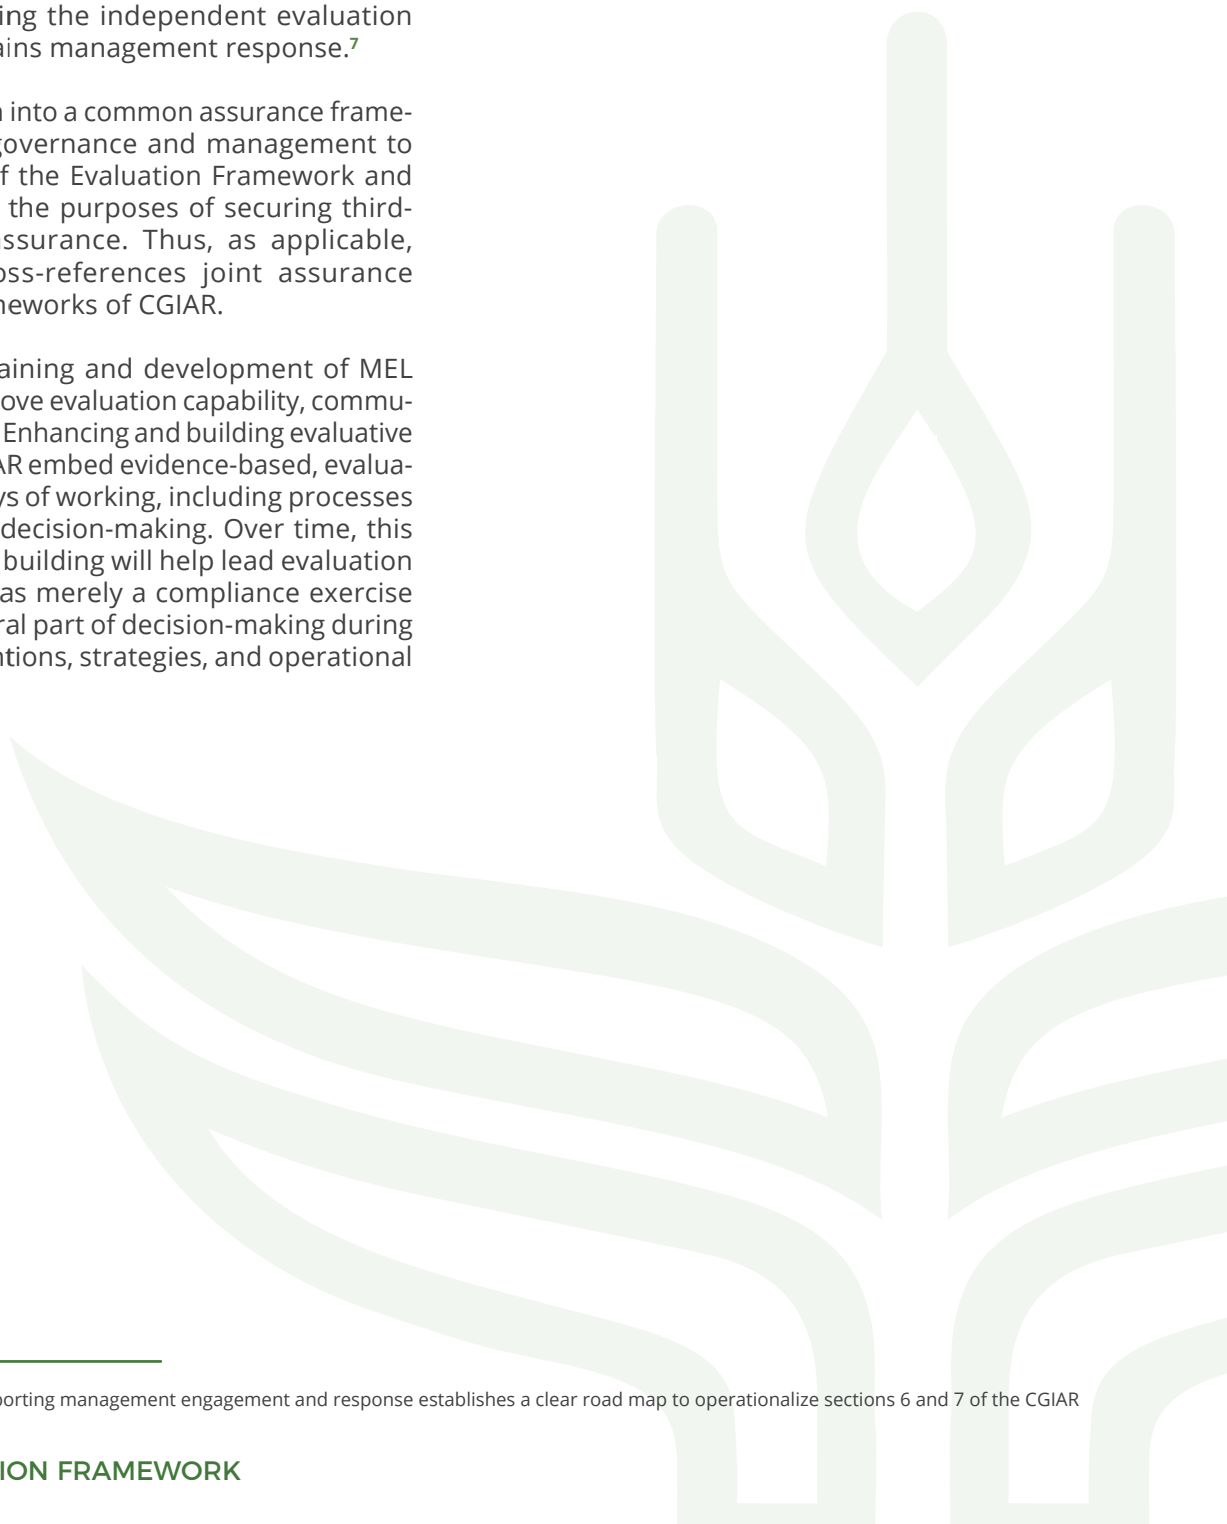 ing the independent evaluation
ains management response.7
into a common assurance frame-
governance and management to
f the Evaluation Framework and
the purposes of securing third-
assurance. Thus, as applicable,
oss-references joint assurance
neworks of CGIAR.
aining and development of MEL
ove evaluation capability, commu-
Enhancing and building evaluative
AR embed evidence-based, evalua-
ys of working, including processes
decision-making. Over time, this
building will help lead evaluation
as merely a compliance exercise
ral part of decision-making during
tions, strategies, and operational
porting management engagement and response establishes a clear road map to operationalize sections 6 and 7 of the CGIAR
ION FRAMEWORK